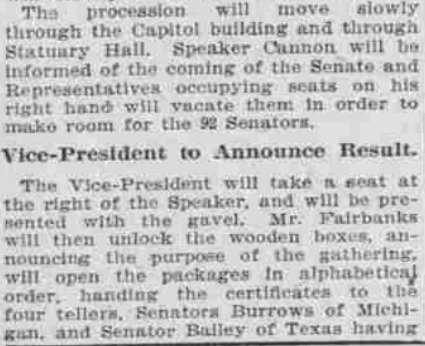 The procession will move slowly
through the Capitol building and through
Statuary Hall. Speaker Cannon will be
informed of the coming of the Senate and
Representatives occupying seats on his
right hand will vacate them in order to
make room for the 92 Senators.
Vice-President to Announce Result.
The Vice-President will take a seat at
the right of the Speaker, and will be pre-
sented with the gavel. Mr. Fairbanks
will then unlock the wooden boxes, an-
nouncing the purpose of the gathering,
will open the packages in alphabetical
order, handing the certificates to the
four tellers, Senators Burrows of Michi-
gan, and Senator Bailey of Texas having